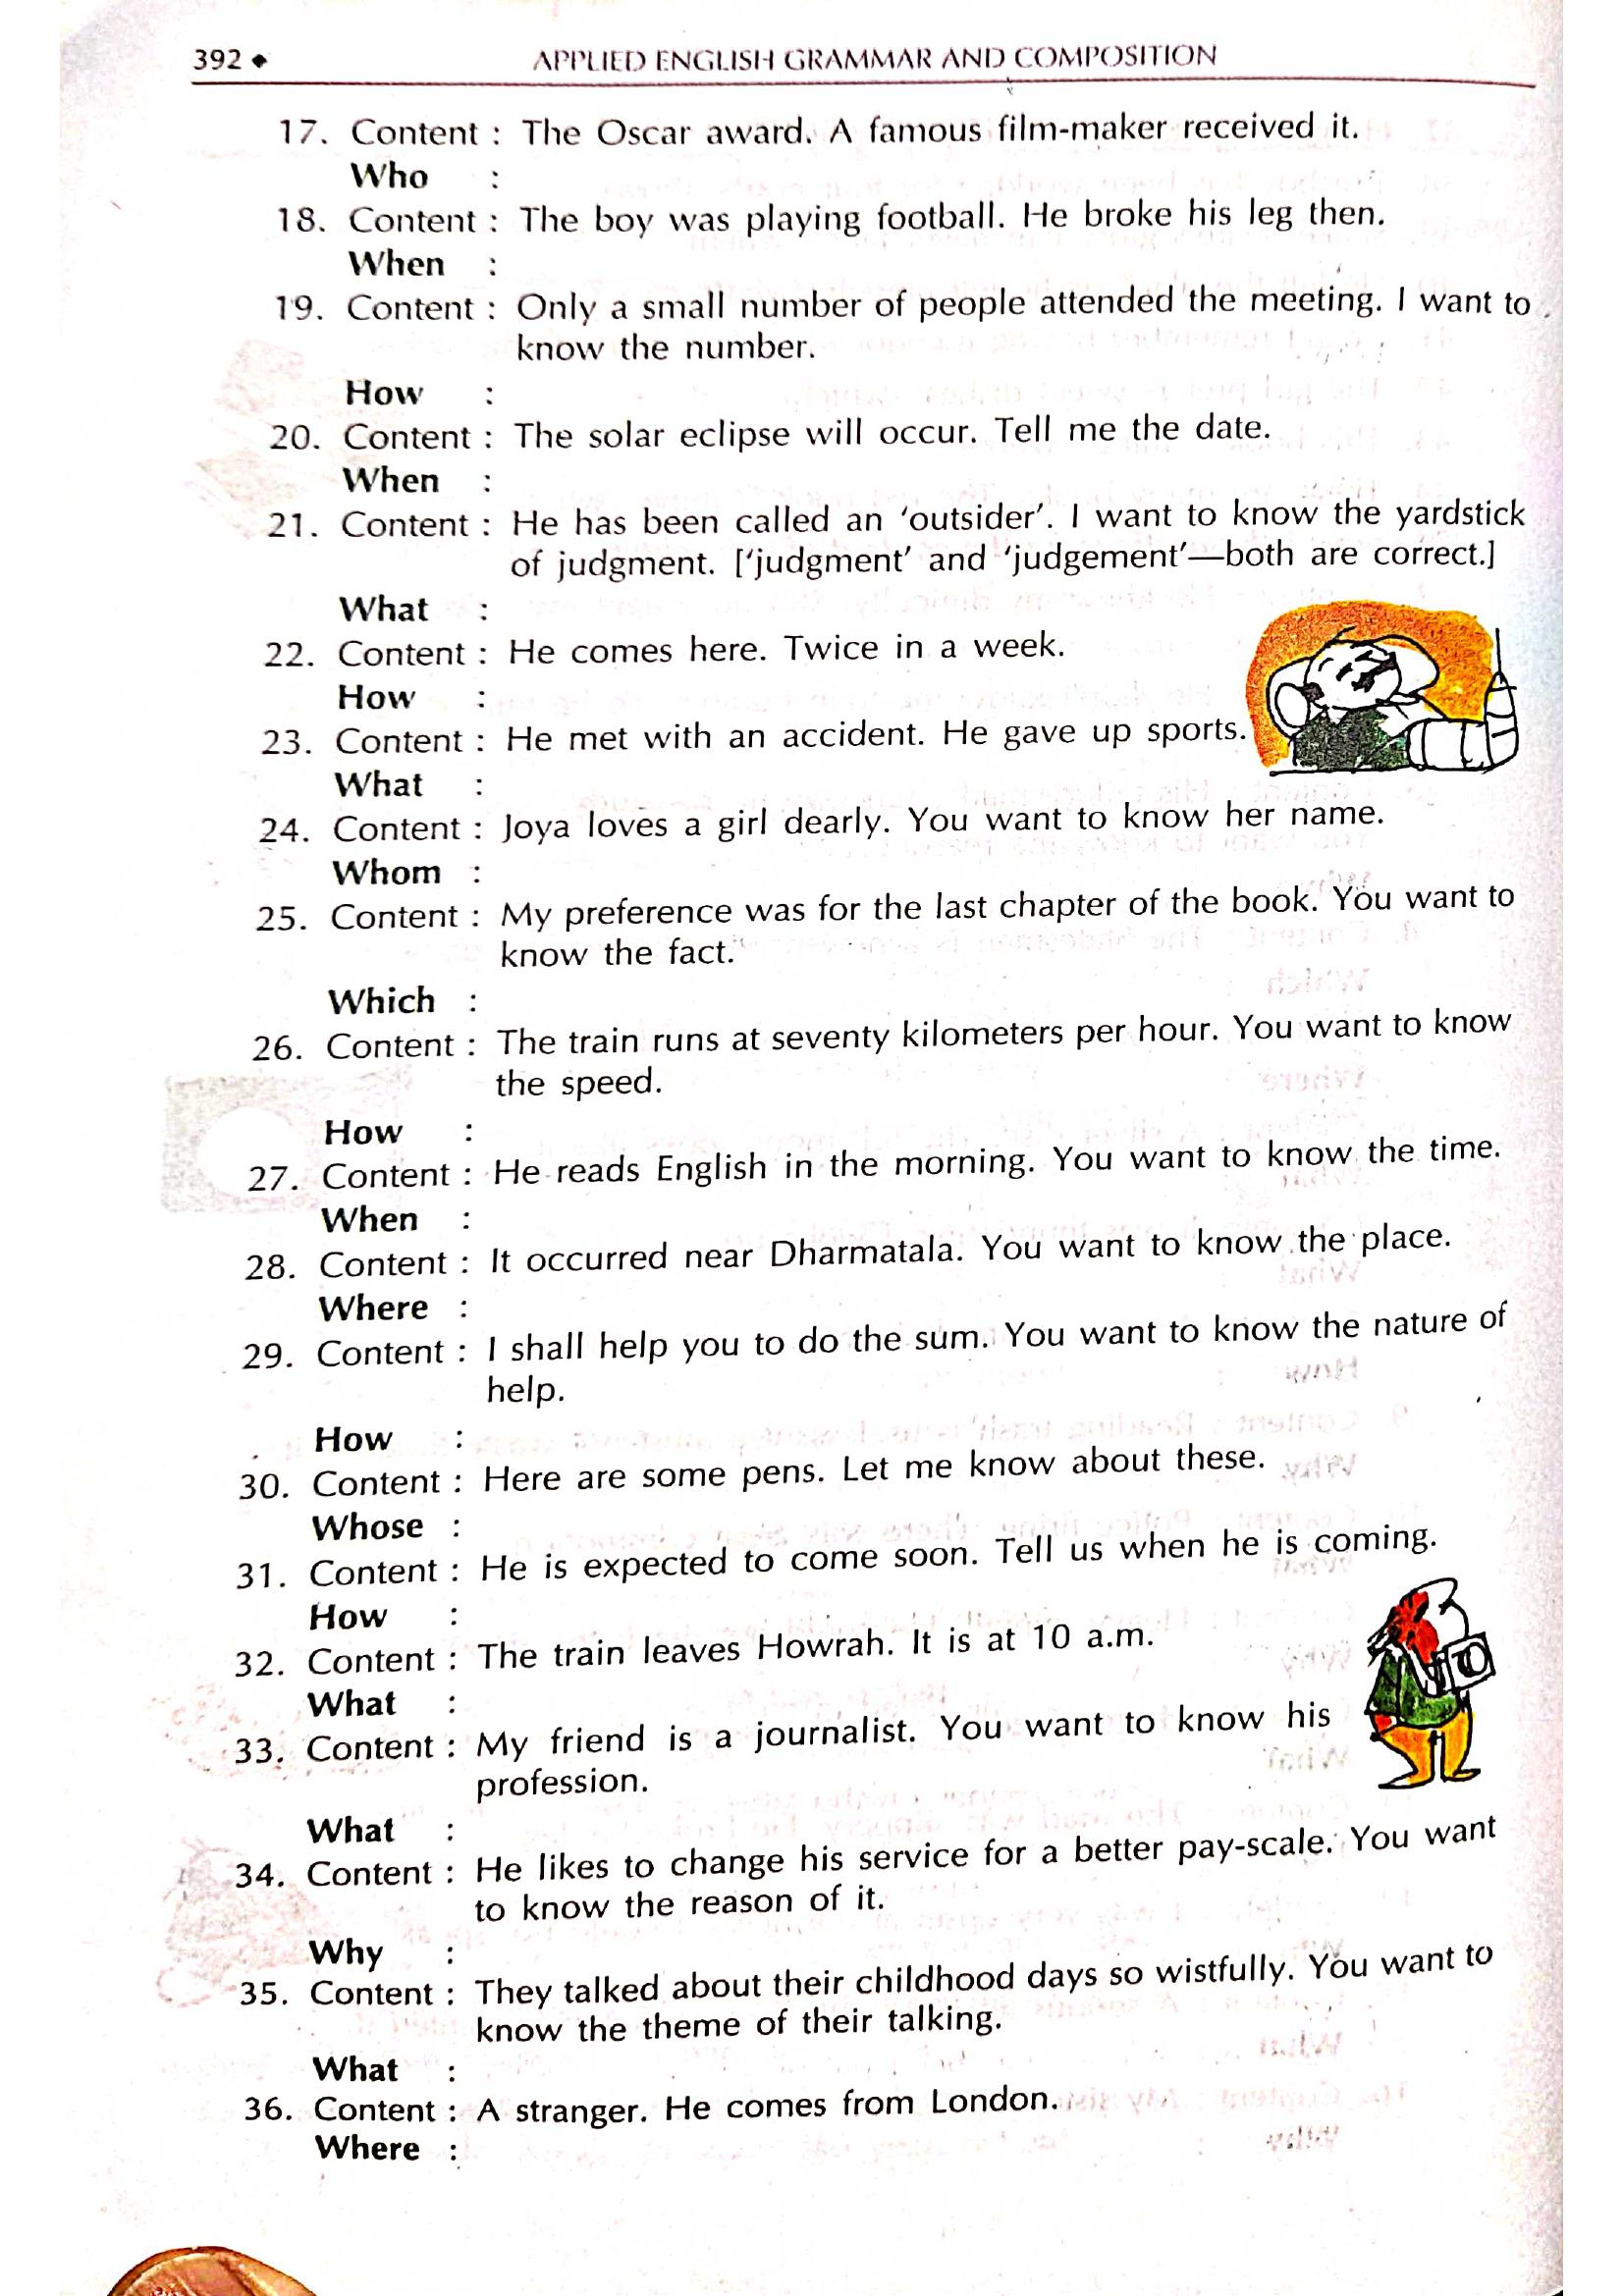 392 ◆ APPLIED ENGLISH GRAMMAR AND COMPOSITION
17. Content : The Oscar award. A famous film-maker received it.
Who :
18. Content : The boy was playing football. He broke his leg then.
When :
19. Content : Only a small number of people attended the meeting. I want to
know the number.
How :
20. Content : The solar eclipse will occur. Tell me the date.
When :
21. Content : He has been called an ‘outsider’. I want to know the yardstick
of judgment. [‘judgment’ and ‘judgement’—both are correct.]
What :
22. Content : He comes here. Twice in a week.
How :
23. Content : He met with an accident. He gave up sports.
What :
24. Content : Joya loves a girl dearly. You want to know her name.
Whom :
25. Content : My preference was for the last chapter of the book. You want to
know the fact.
Which :
26. Content : The train runs at seventy kilometers per hour. You want to know
the speed.
How :
27. Content : He reads English in the morning. You want to know the time.
When :
28. Content : It occurred near Dharmatala. You want to know the place.
Where :
29. Content : I shall help you to do the sum. You want to know the nature of
help.
How :
30. Content : Here are some pens. Let me know about these.
Whose :
31. Content : He is expected to come soon. Tell us when he is coming.
How :
32. Content : The train leaves Howrah. It is at 10 a.m.
What :
33. Content : My friend is a journalist. You want to know his
profession.
What :
34. Content : He likes to change his service for a better pay-scale. You want
to know the reason of it.
Why :
35. Content : They talked about their childhood days so wistfully. You want to
know the theme of their talking.
What :
36. Content : A stranger. He comes from London.
Where :